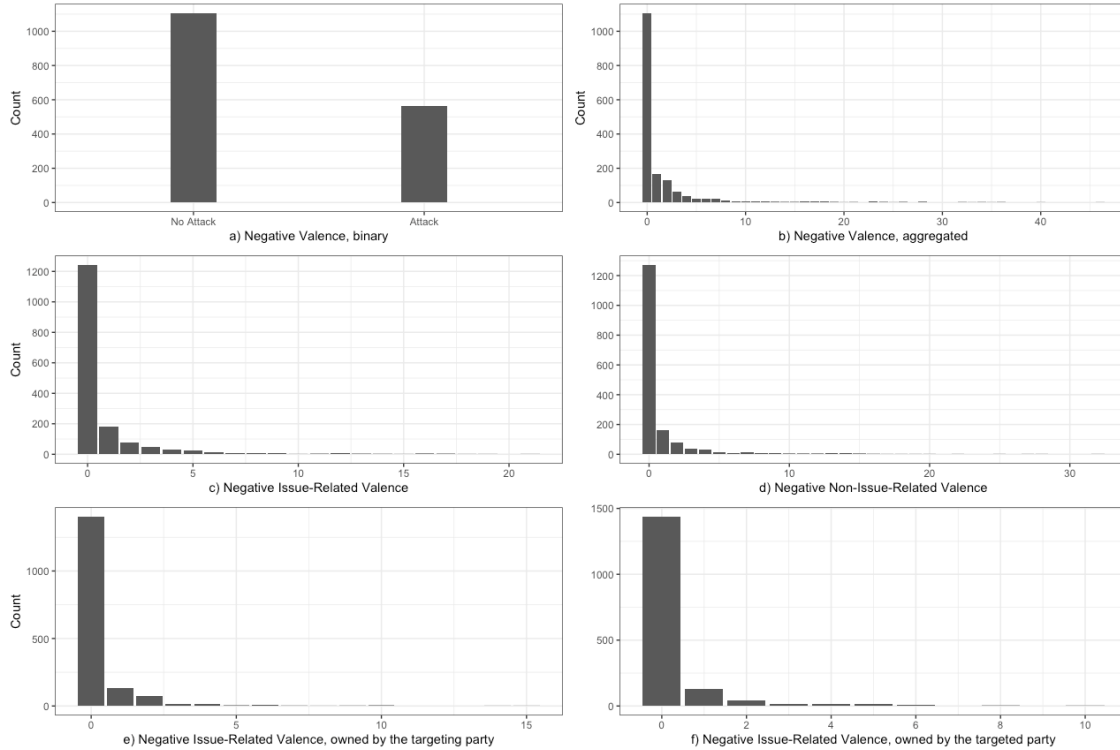 Count
1000
800
600
400
200
0
No Attack Attack
a) Negative Valence, binary
Count
1000
800
600
400
200
0
0 10 20 30 40
b) Negative Valence, aggregated
Count
1200
1000
800
600
400
200
0
0 5 10 15 20
c) Negative Issue-Related Valence
1200
1000
800
600
400
200
0
0 10 20 30
d) Negative Non-Issue-Related Valence
Count
1000
500
0
0 5 10 15
e) Negative Issue-Related Valence, owned by the targeting party
1500
1000
500
0
0 2 4 6 8 10
f) Negative Issue-Related Valence, owned by the targeted party